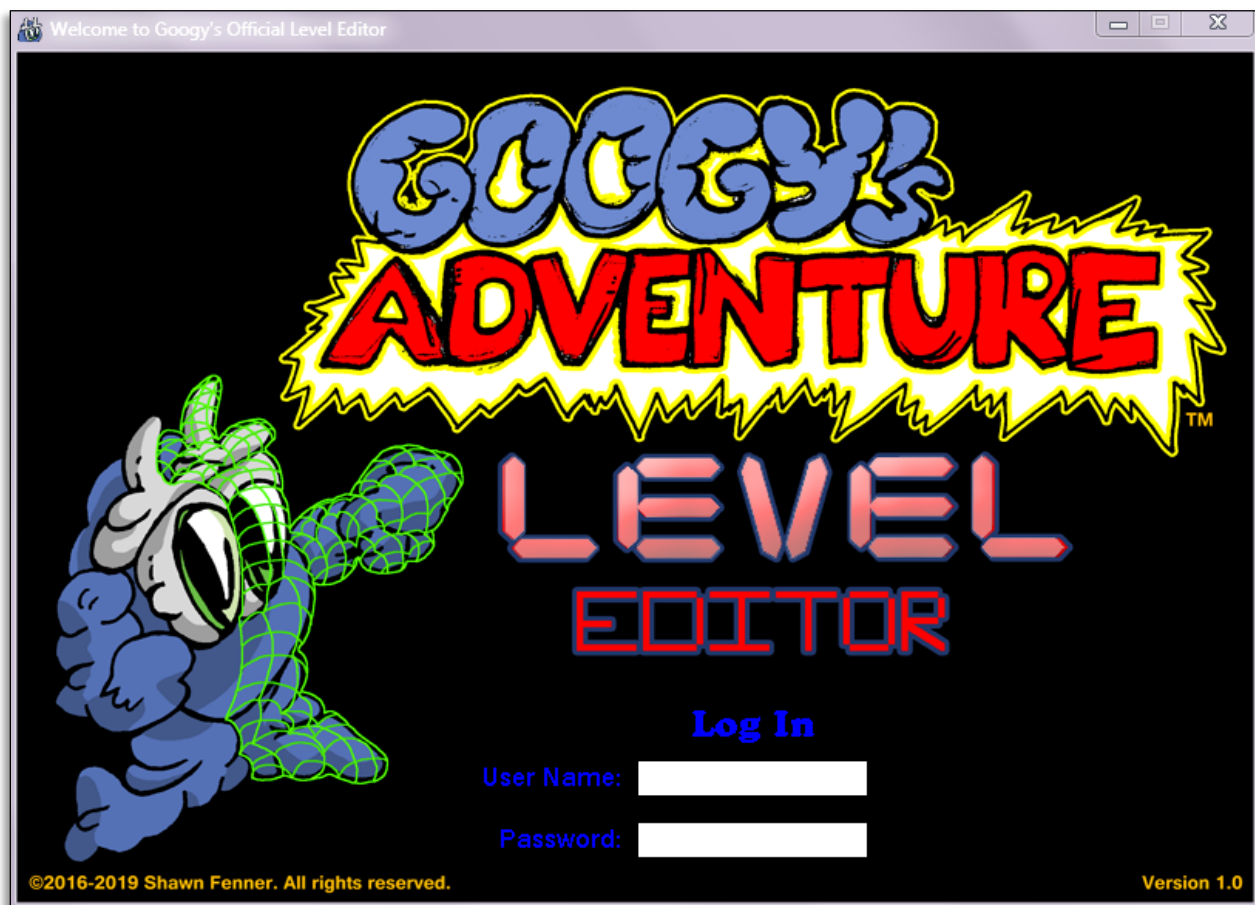 Welcome to Googy's Official Level Editor
GOOGY's
ADVENTURE
TM
LEVEL
EDITOR
Log In
User Name:
Password:
©2016-2019 Shawn Fenner. All rights reserved.
Version 1.0